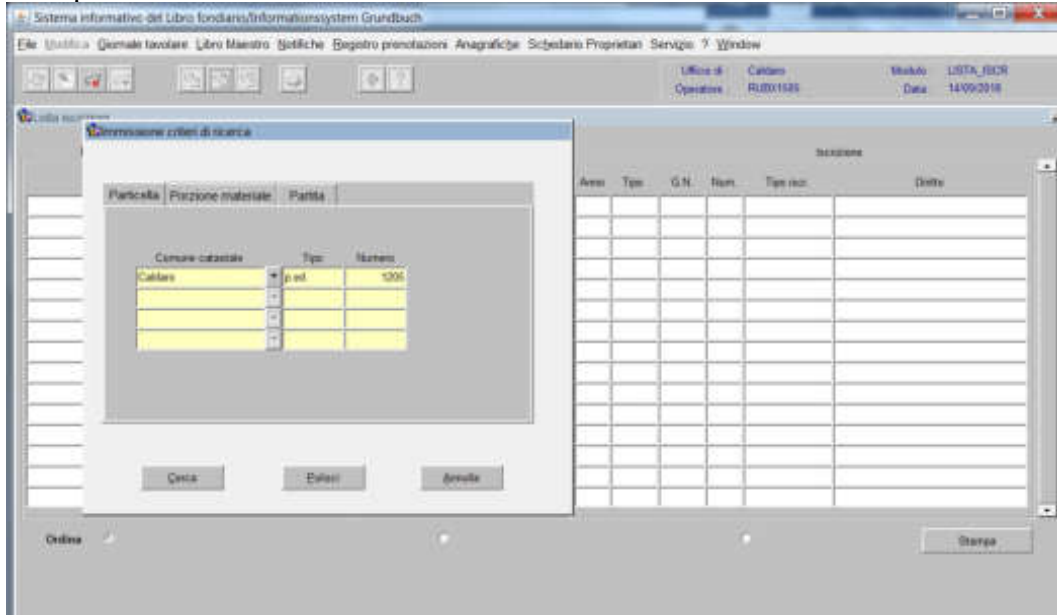 Sistema informativo del Libro fondiario/Informationssystem Grundbuch
File Modifica Giornale tavolare Libro Maestro Notifiche Registro prenotazioni Anagrafiche Schedario Proprietari Servizio ? Window
Ufficio di Caldaro Modulo LISTA_ISCR
Operatore Data 14/09/2016
Lista
Immissione criteri di ricerca
Iscrizione
Anno Tipo G.N. Num. Tipo iscr. Diritto
Particella Porzione materiale Partita
Comune catastale Tipo Numero
Caldaro p.ed. 1205
Cerca Pulisci Annulla
Ordina Stampa